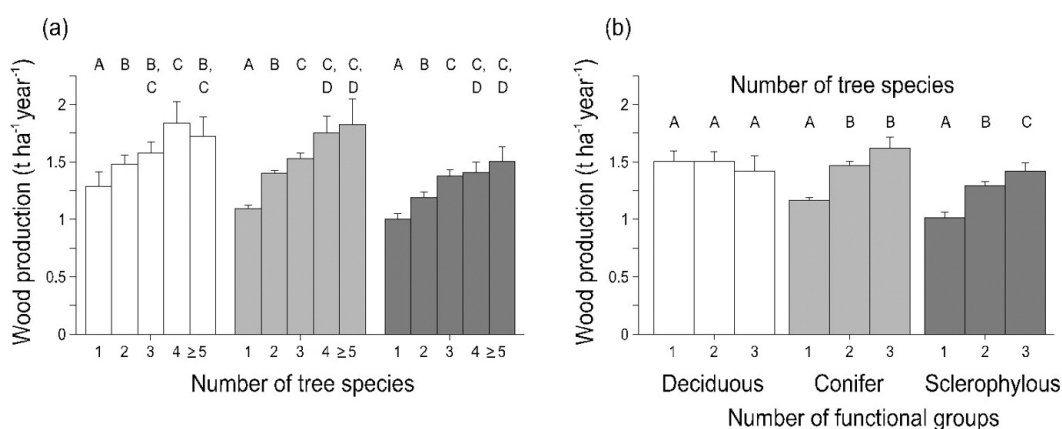 (a)
A B B, C B,
C C
A B C C, C,
D D
A B C C, C,
D D
Wood production (t ha⁻¹ year⁻¹)
2
1.5
1
0.5
0
1 2 3 4 ≥5 1 2 3 4 ≥5 1 2 3 4 ≥5
Number of tree species
(b)
Number of tree species
A A A A B B A B C
Wood production (t ha⁻¹ year⁻¹)
2
1.5
1
0.5
0
1 2 3 1 2 3 1 2 3
Deciduous Conifer Sclerophylous
Number of functional groups